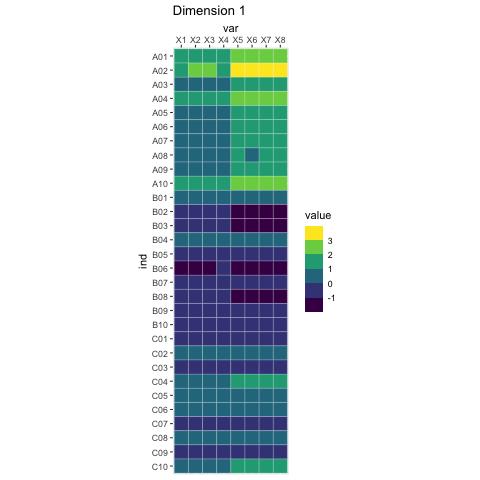 Dimension 1
var
X1 X2 X3 X4 X5 X6 X7 X8
A01
A02
A03
A04
A05
A06
A07
A08
A09
A10
B01
B02
B03
B04
B05
B06
B07
B08
B09
B10
C01
C02
C03
C04
C05
C06
C07
C08
C09
C10
ind
value
3
2
1
0
-1